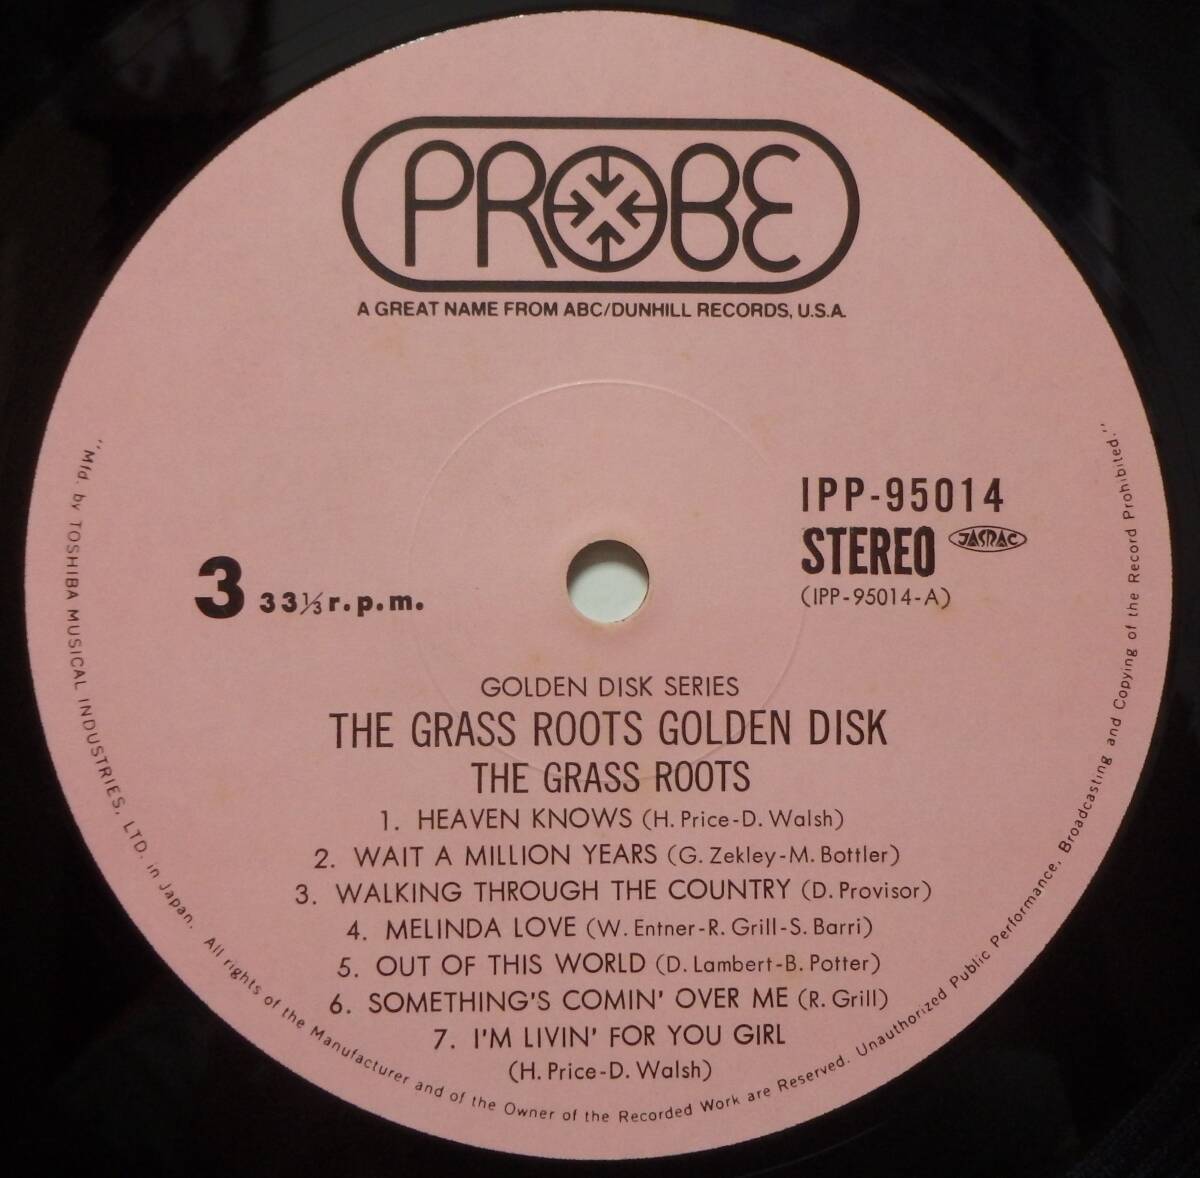 PROBE
A GREAT NAME FROM ABC/DUNHILL RECORDS, U.S.A.
IPP-95014
STEREO JASRAC
(IPP-95014-A)
3 33⅓ r.p.m.
GOLDEN DISK SERIES
THE GRASS ROOTS GOLDEN DISK
THE GRASS ROOTS
1. HEAVEN KNOWS (H. Price-D. Walsh)
2. WAIT A MILLION YEARS (G. Zekley-M. Bottler)
3. WALKING THROUGH THE COUNTRY (D. Provisor)
4. MELINDA LOVE (W. Entner-R. Grill-S. Barri)
5. OUT OF THIS WORLD (D. Lambert-B. Potter)
6. SOMETHING'S COMIN' OVER ME (R. Grill)
7. I'M LIVIN' FOR YOU GIRL
(H. Price-D. Walsh)
"Mfd. by TOSHIBA MUSICAL INDUSTRIES, LTD. in Japan. All rights of the Manufacturer and of the Owner of the Recorded Work are Reserved. Unauthorized Public Performance, Broadcasting and Copying of the Record Prohibited."